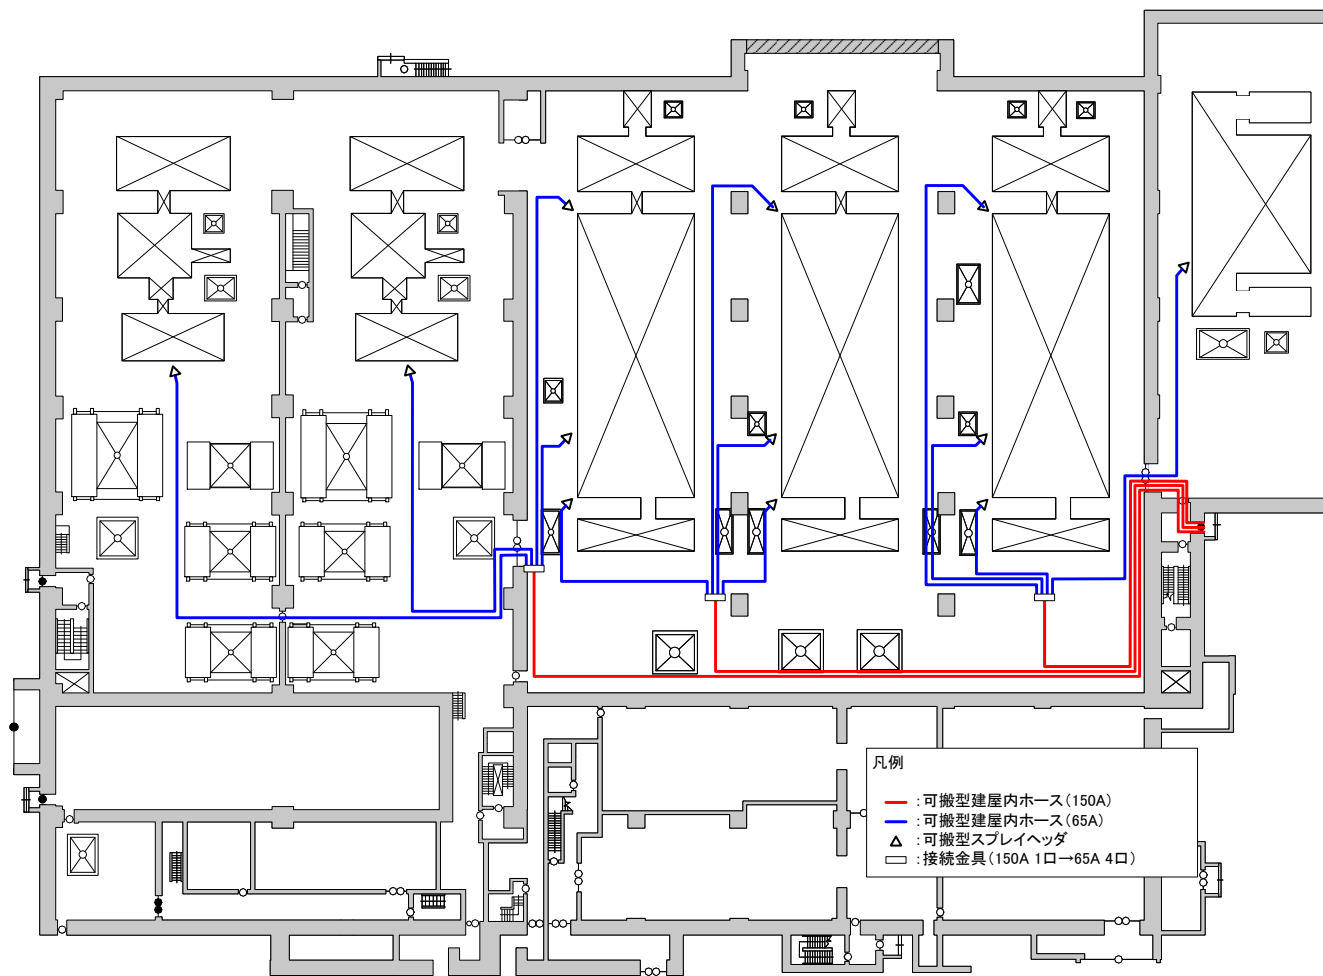 凡例
：可搬型建屋内ホース（150A）
：可搬型建屋内ホース（65A）
：可搬型スプレイヘッダ
：接続金具（150A 1口→65A 4口）